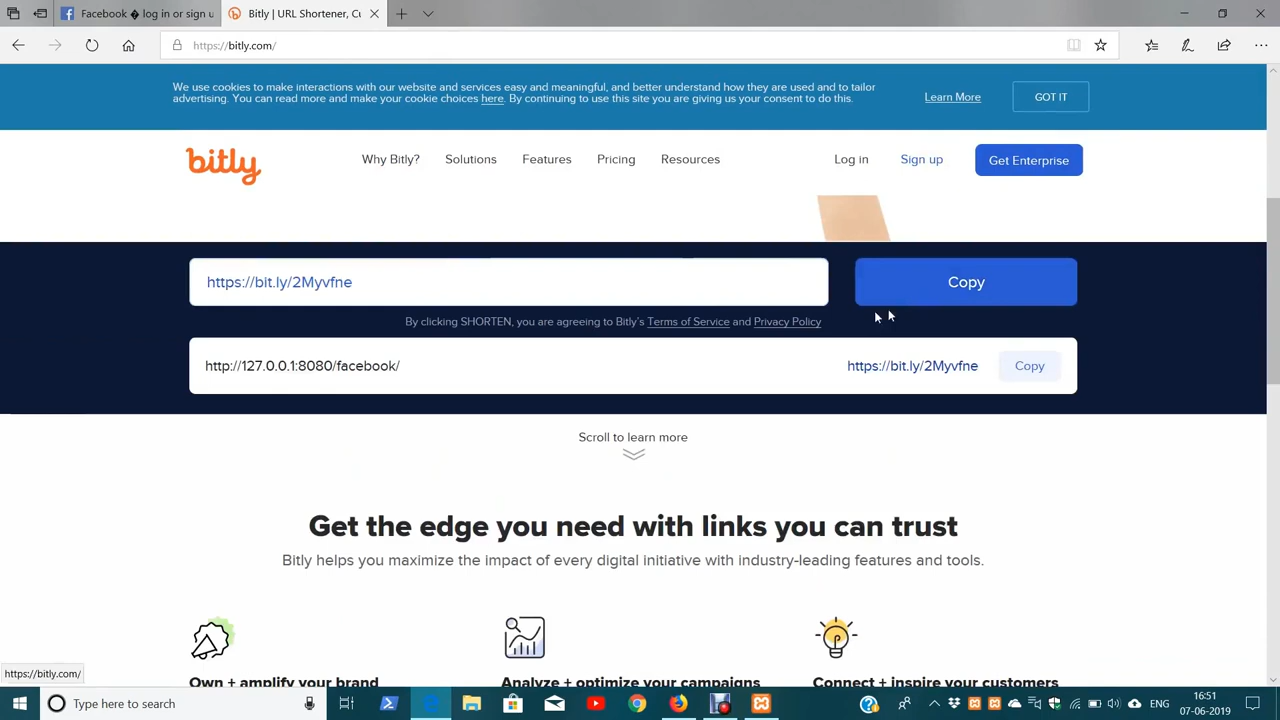 Facebook � log in or sign u
Bitly | URL Shortener, Cu
https://bitly.com/
We use cookies to make interactions with our website and services easy and meaningful, and better understand how they are used and to tailor
advertising. You can read more and make your cookie choices here. By continuing to use this site you are giving us your consent to do this.
Learn More
GOT IT
bitly
Why Bitly?
Solutions
Features
Pricing
Resources
Log in
Sign up
Get Enterprise
https://bit.ly/2Myvfne
Copy
By clicking SHORTEN, you are agreeing to Bitly’s Terms of Service and Privacy Policy
http://127.0.0.1:8080/facebook/
https://bit.ly/2Myvfne
Copy
Scroll to learn more
Get the edge you need with links you can trust
Bitly helps you maximize the impact of every digital initiative with industry-leading features and tools.
Own + amplify your brand
Analyze + optimize your campaigns
Connect + inspire your customers
https://bitly.com/
Type here to search
ENG
16:51
07-06-2019